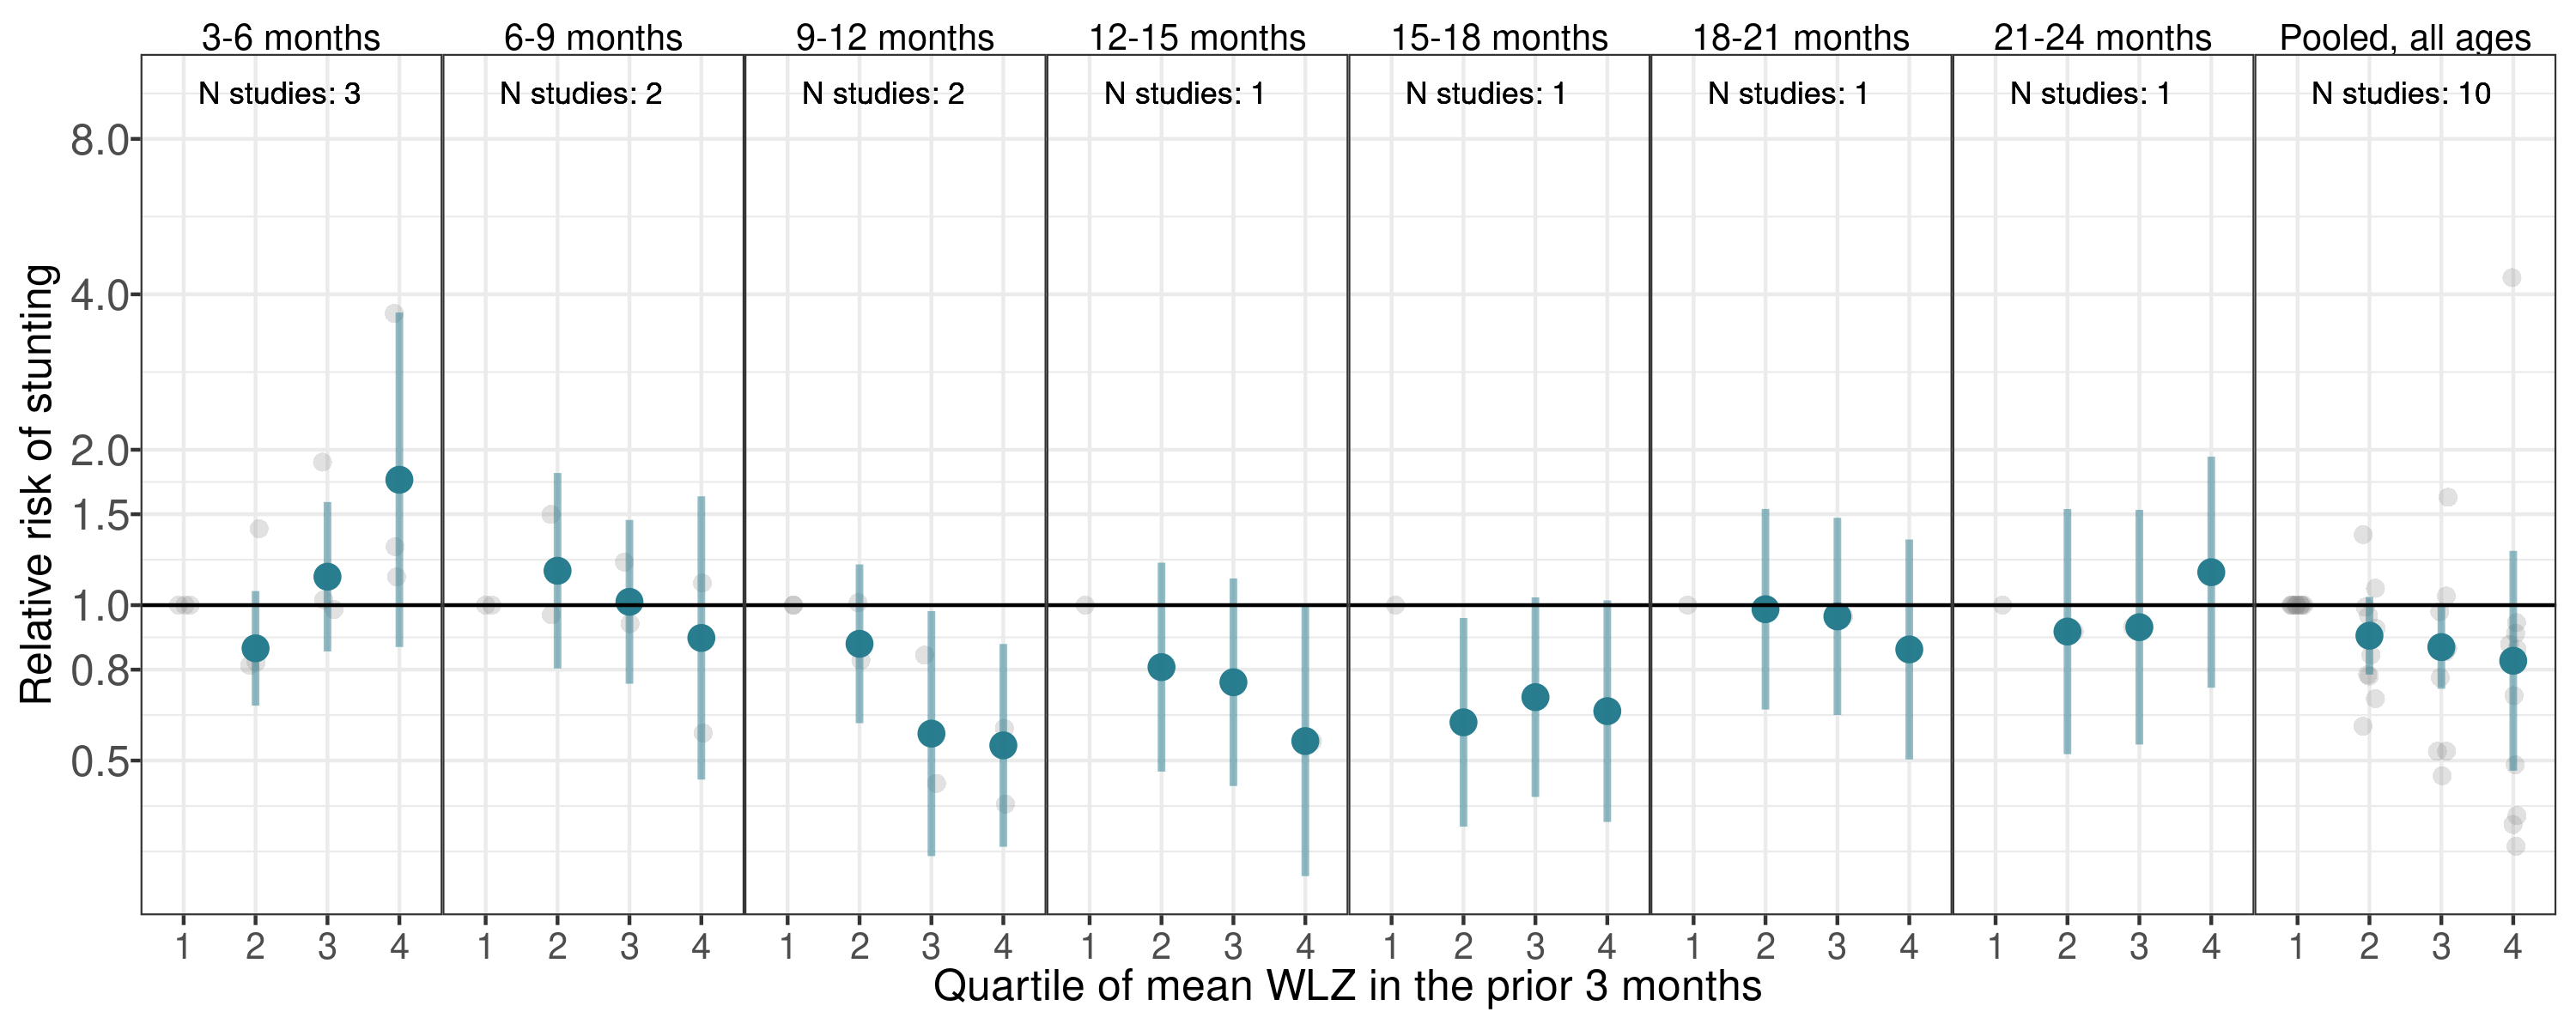 3-6 months 6-9 months 9-12 months 12-15 months 15-18 months 18-21 months 21-24 months Pooled, all ages
N studies: 3 N studies: 2 N studies: 2 N studies: 1 N studies: 1 N studies: 1 N studies: 1 N studies: 10
Relative risk of stunting
8.0
4.0
2.0
1.5
1.0
0.8
0.5
1 2 3 4 1 2 3 4 1 2 3 4 1 2 3 4 1 2 3 4 1 2 3 4 1 2 3 4 1 2 3 4
Quartile of mean WLZ in the prior 3 months